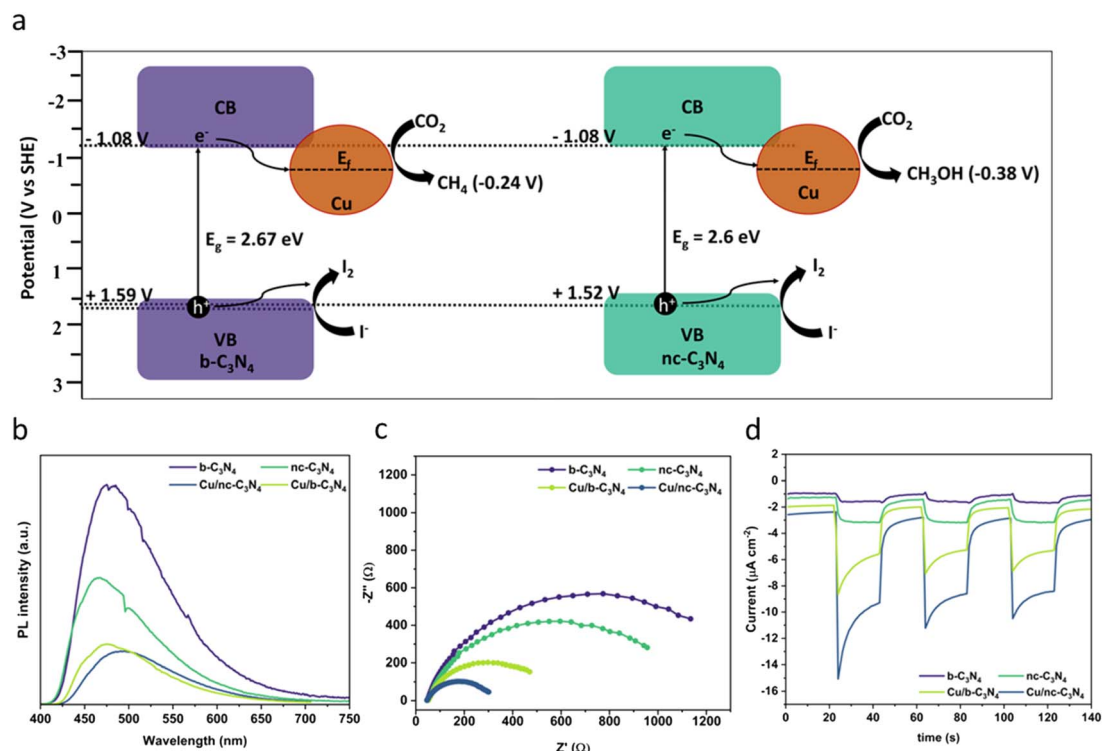 a
Potential (V vs SHE)
-3
-2
-1
0
1
2
3
CB
e⁻
- 1.08 V
E_f
Cu
CO₂
CH₄ (-0.24 V)
E_g = 2.67 eV
+ 1.59 V
h⁺
I₂
I⁻
VB
b-C₃N₄
CB
e⁻
- 1.08 V
E_f
Cu
CO₂
CH₃OH (-0.38 V)
E_g = 2.6 eV
+ 1.52 V
h⁺
I₂
I⁻
VB
nc-C₃N₄
b
PL intensity (a.u.)
b-C₃N₄ nc-C₃N₄
Cu/nc-C₃N₄ Cu/b-C₃N₄
400 450 500 550 600 650 700 750
Wavelength (nm)
c
-Z'' (Ω)
1200
1000
800
600
400
200
0
b-C₃N₄ nc-C₃N₄
Cu/b-C₃N₄ Cu/nc-C₃N₄
0 200 400 600 800 1000 1200
Z' (Ω)
d
Current (µA cm⁻²)
2
0
-2
-4
-6
-8
-10
-12
-14
-16
b-C₃N₄ nc-C₃N₄
Cu/b-C₃N₄ Cu/nc-C₃N₄
0 20 40 60 80 100 120 140
time (s)